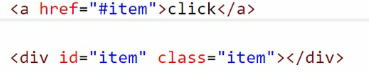 <a href="#item">click</a>
<div id="item" class="item"></div>